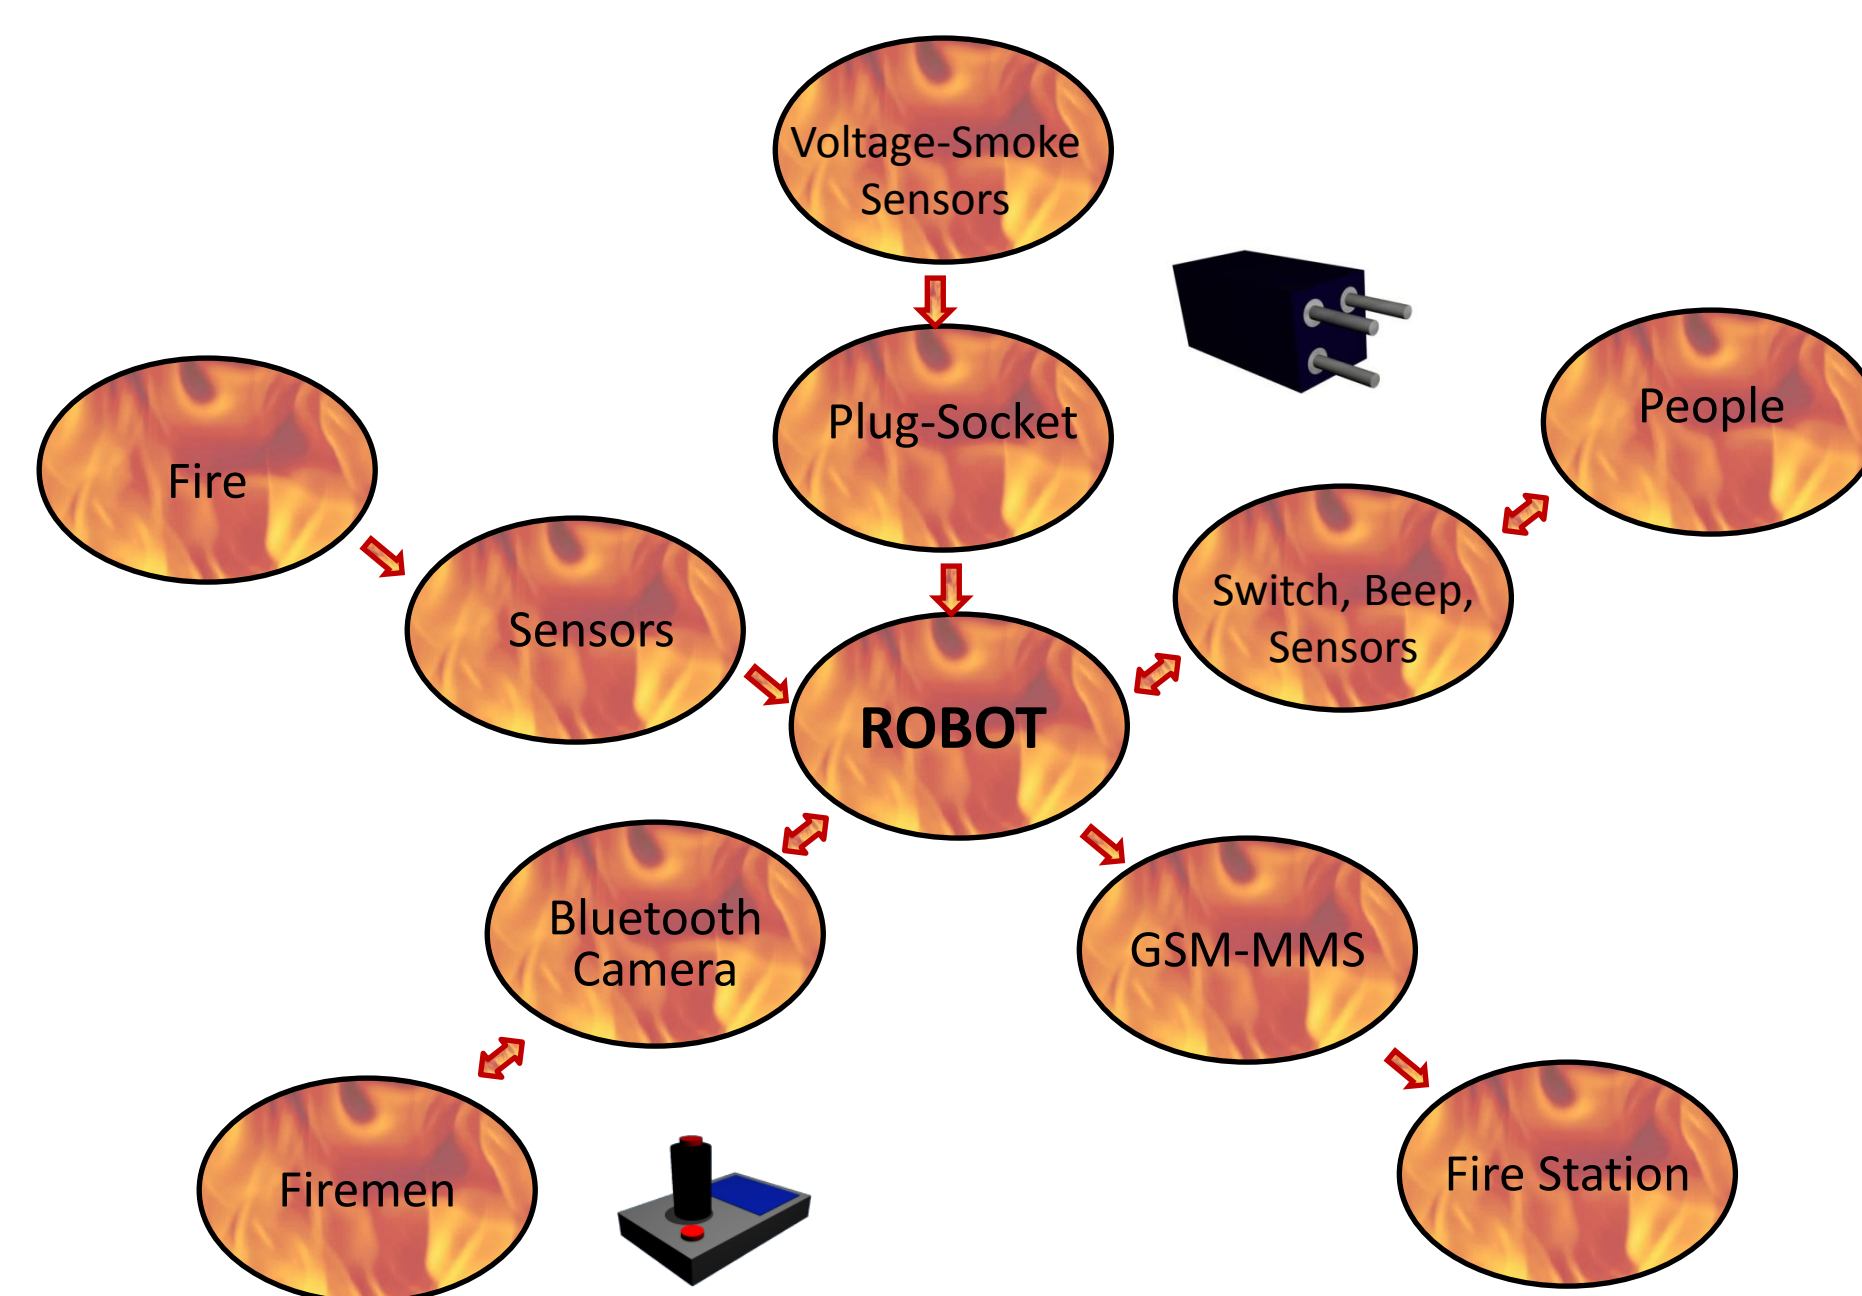 Voltage-Smoke
Sensors
Plug-Socket
People
Fire
Switch, Beep,
Sensors
Sensors
ROBOT
Bluetooth
Camera
GSM-MMS
Firemen
Fire Station